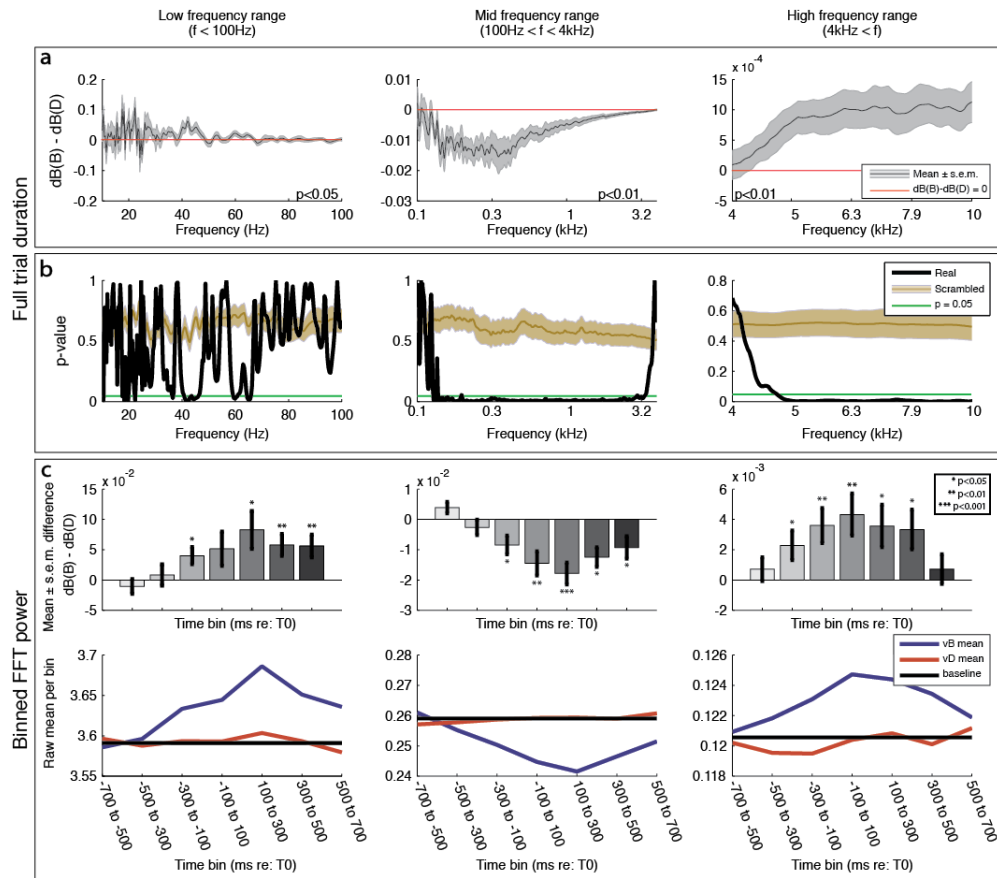 Low frequency range
(f < 100Hz)
Mid frequency range
(100Hz < f < 4kHz)
High frequency range
(4kHz < f)
Full trial duration
a
dB(B) - dB(D)
0.2
0.1
0
-0.1
-0.2
p<0.05
20 40 60 80 100
Frequency (Hz)
0.01
0
-0.01
-0.02
-0.03
p<0.01
0.1 0.3 1 3.2
Frequency (kHz)
x 10-4
15
10
5
0
-5
p<0.01
Mean ± s.e.m.
dB(B)-dB(D) = 0
4 5 6.3 7.9 10
Frequency (kHz)
b
p-value
1
0.5
0
20 40 60 80 100
Frequency (Hz)
1
0.5
0
0.1 0.3 1 3.2
Frequency (kHz)
0.8
0.6
0.4
0.2
0
Real
Scrambled
p = 0.05
4 5 6.3 7.9 10
Frequency (kHz)
Binned FFT power
c
Mean ± s.e.m. difference
dB(B) - dB(D)
x 10-2
15
10
5
0
-5
* ** **
Time bin (ms re: T0)
x 10-2
1
0
-1
-2
-3
* ** *** * *
Time bin (ms re: T0)
x 10-3
6
4
2
0
-2
* ** ** * *
* p<0.05
** p<0.01
*** p<0.001
Time bin (ms re: T0)
Raw mean per bin
3.7
3.65
3.6
3.55
-700 to -500
-500 to -300
-300 to -100
-100 to 100
100 to 300
300 to 500
500 to 700
Time bin (ms re: T0)
0.28
0.27
0.26
0.25
0.24
-700 to -500
-500 to -300
-300 to -100
-100 to 100
100 to 300
300 to 500
500 to 700
Time bin (ms re: T0)
0.126
0.124
0.122
0.12
0.118
vB mean
vD mean
baseline
-700 to -500
-500 to -300
-300 to -100
-100 to 100
100 to 300
300 to 500
500 to 700
Time bin (ms re: T0)